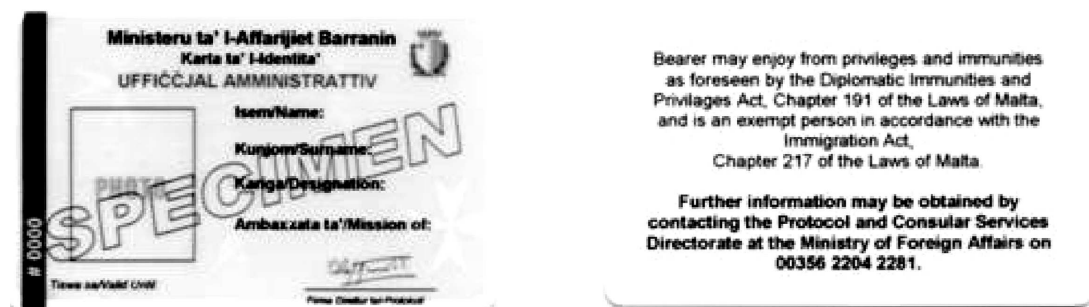 Ministeru ta' l-Affarijiet Barranin
Karta ta' l-Identita'
UFFIĊĊJAL AMMINISTRATTIV
Isem/Name:
Kunjom/Surname:
PHOTO
Kariga/Designation:
SPECIMEN
Ambaxxata ta'/Mission of:
# 0000
Tiswa sa/Valid Until
Firma Direttur tal-Protokoll
Bearer may enjoy from privileges and immunities
as foreseen by the Diplomatic Immunities and
Privilages Act, Chapter 191 of the Laws of Malta,
and is an exempt person in accordance with the
Immigration Act,
Chapter 217 of the Laws of Malta.
Further information may be obtained by
contacting the Protocol and Consular Services
Directorate at the Ministry of Foreign Affairs on
00356 2204 2281.